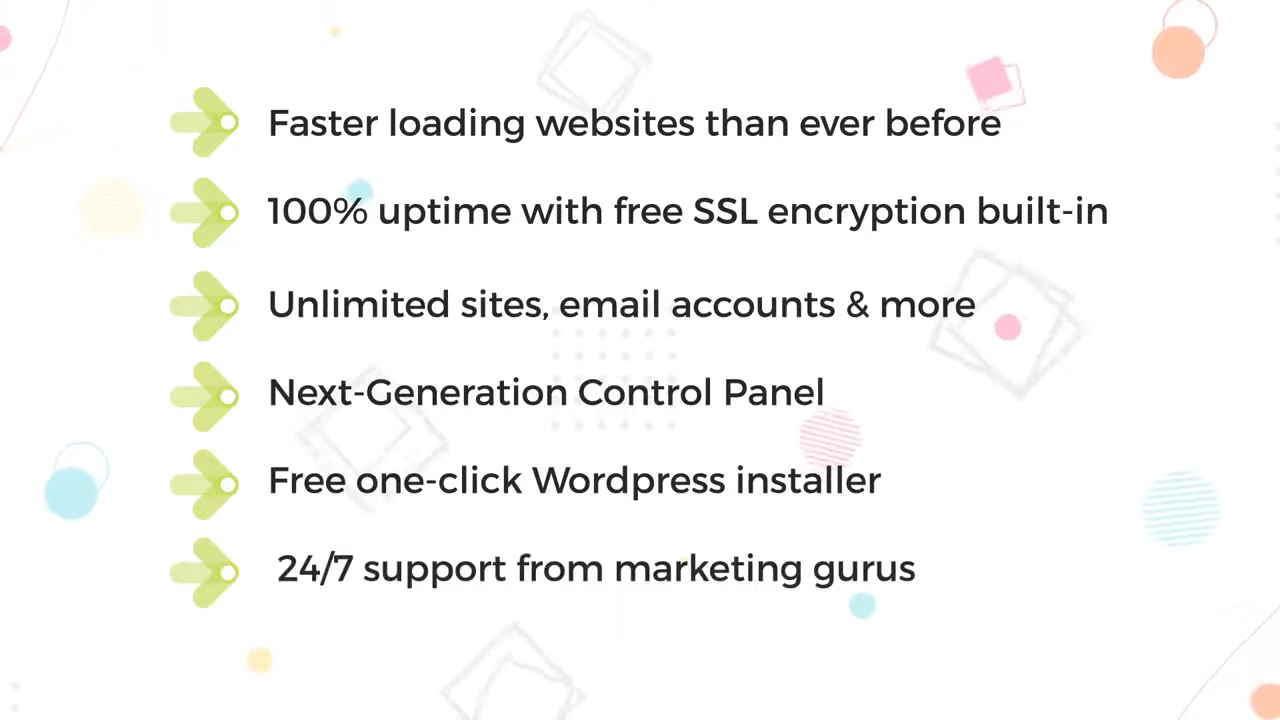 Faster loading websites than ever before
100% uptime with free SSL encryption built-in
Unlimited sites, email accounts & more
Next-Generation Control Panel
Free one-click Wordpress installer
24/7 support from marketing gurus